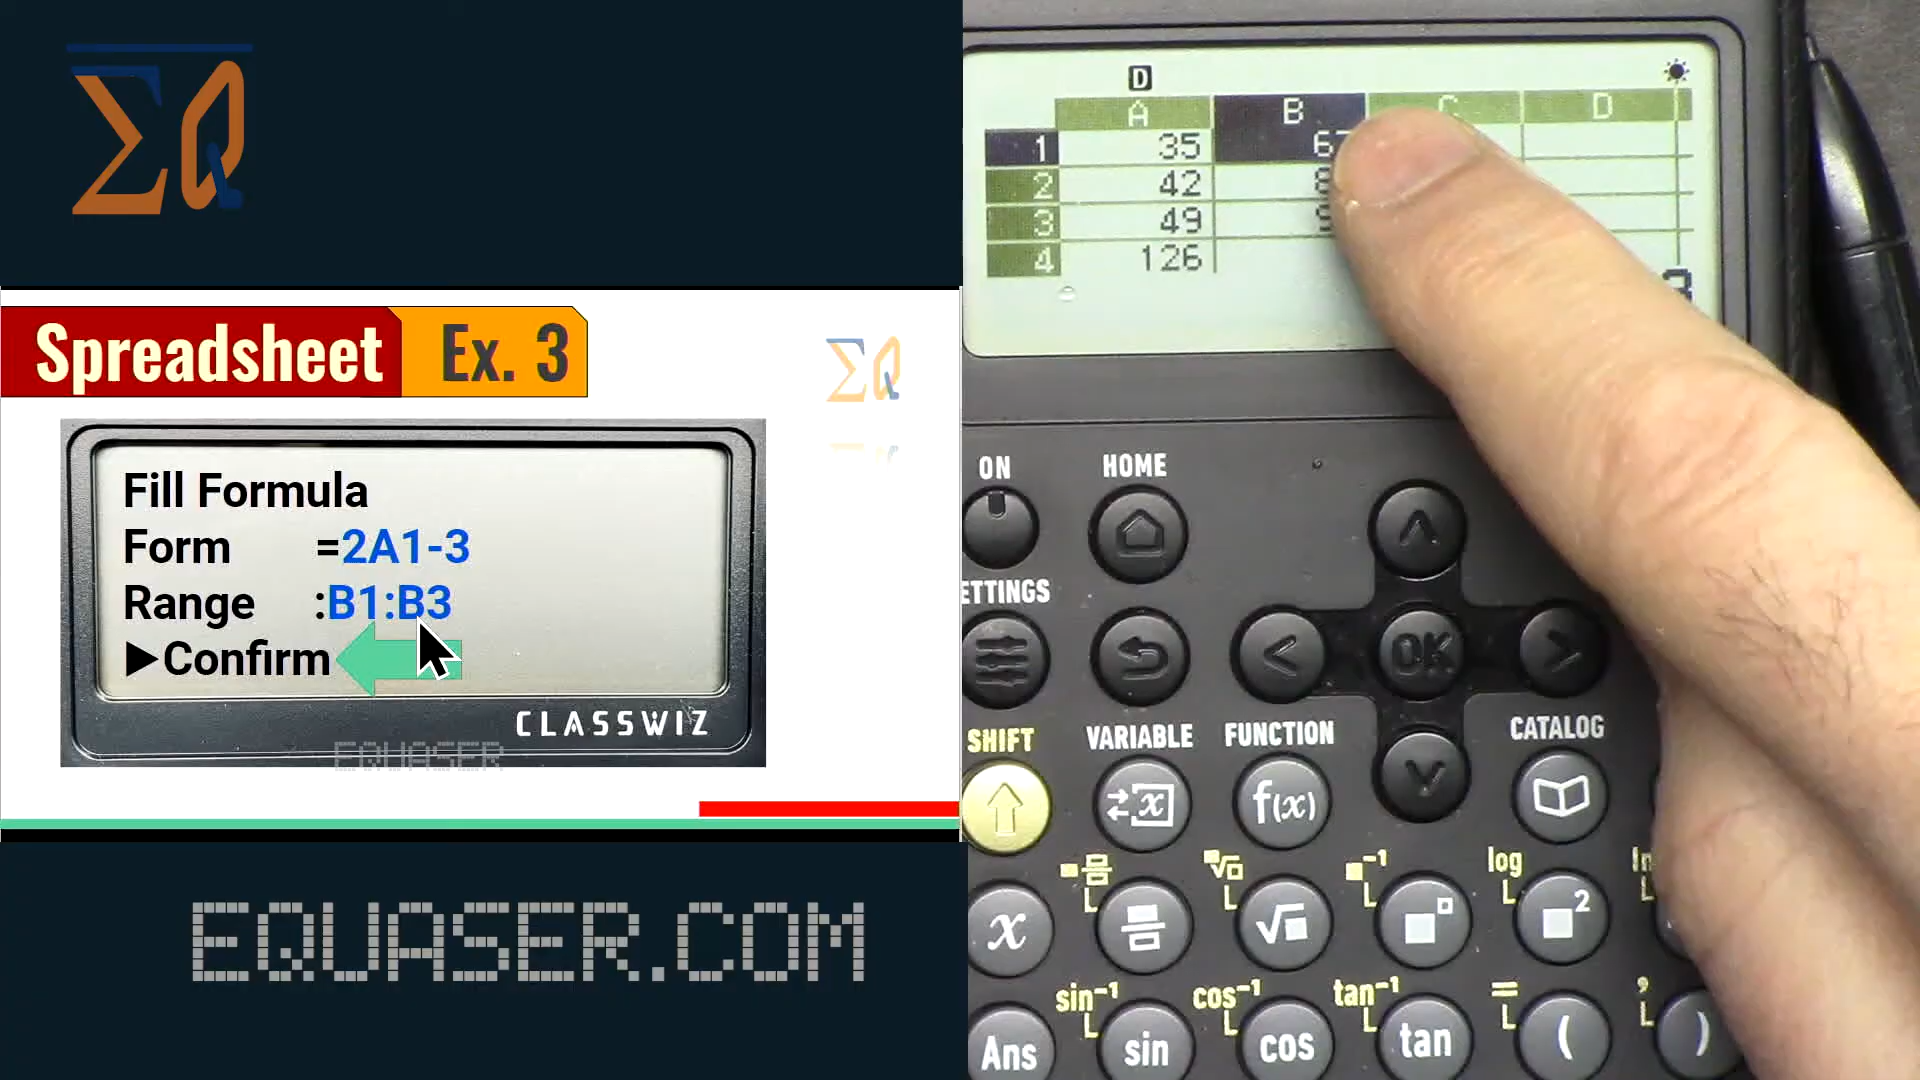 Spreadsheet Ex. 3
Fill Formula
Form =2A1-3
Range :B1:B3
▶Confirm
CLASSWIZ
EQUASER
EQUASER.COM
D
A B C D
1 35 67
2 42
3 49
4 126
ON HOME
OK
SHIFT VARIABLE FUNCTION CATALOG
x f(x)
log
x √
sin⁻¹ cos⁻¹ tan⁻¹ = ,
Ans sin cos tan ( )